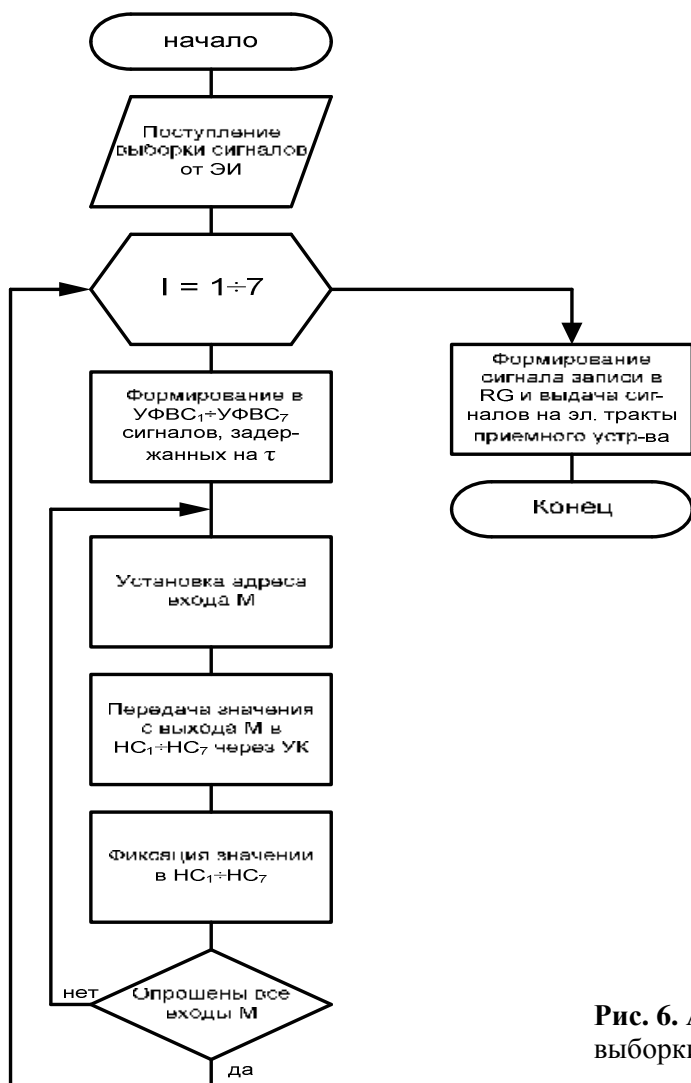 начало
Поступление
выборки сигналов
от ЭИ
I = 1÷7
Формирование
сигнала записи в
RG и выдача сиг-
налов на эл. тракты
приемного устр-ва
Конец
Формирование в
УФВС₁÷УФВС₇
сигналов, задер-
жанных на τ
Установка адреса
входа М
Передача значения
с выхода М в
НС₁÷НС₇ через УК
Фиксация значении
в НС₁÷НС₇
нет
Опрошены все
входы М
да
Рис. 6. А
выборки